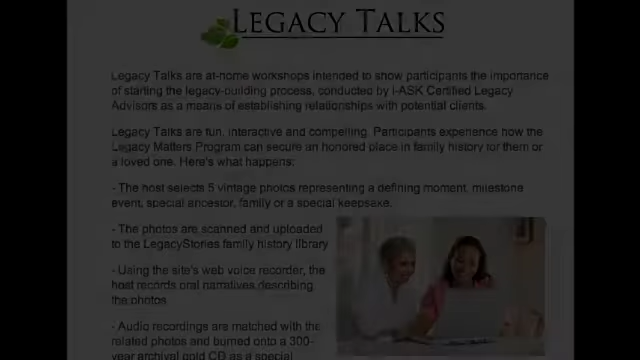 LEGACY TALKS
Legacy Talks are at-home workshops intended to show participants the importance
of starting the legacy-building process, conducted by I-ASK Certified Legacy
Advisors as a means of establishing relationships with potential clients.
Legacy Talks are fun, interactive and compelling. Participants experience how the
Legacy Matters Program can secure an honored place in family history for them or
a loved one. Here's what happens:
- The host selects 5 vintage photos representing a defining moment, milestone
event, special ancestor, family or a special keepsake.
- The photos are scanned and uploaded
to the LegacyStories family history library
- Using the site's web voice recorder, the
host records oral narratives describing
the photos
- Audio recordings are matched with the
related photos and burned onto a 300-
year archival gold CD as a special